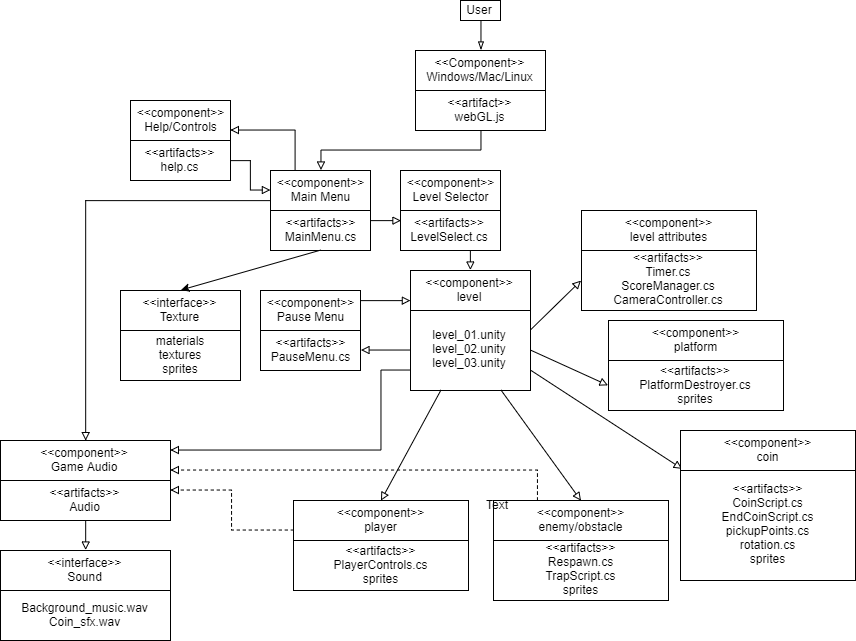 User
<<Component>>
Windows/Mac/Linux
<<artifact>>
webGL.js
<<component>>
Help/Controls
<<artifacts>>
help.cs
<<component>>
Main Menu
<<artifacts>>
MainMenu.cs
<<component>>
Level Selector
<<artifacts>>
LevelSelect.cs
<<component>>
level attributes
<<artifacts>>
Timer.cs
ScoreManager.cs
CameraController.cs
<<interface>>
Texture
materials
textures
sprites
<<component>>
Pause Menu
<<artifacts>>
PauseMenu.cs
<<component>>
level
level_01.unity
level_02.unity
level_03.unity
<<component>>
platform
<<artifacts>>
PlatformDestroyer.cs
sprites
<<component>>
Game Audio
<<artifacts>>
Audio
<<component>>
coin
<<artifacts>>
CoinScript.cs
EndCoinScript.cs
pickupPoints.cs
rotation.cs
sprites
<<component>>
player
<<artifacts>>
PlayerControls.cs
sprites
Text
<<component>>
enemy/obstacle
<<artifacts>>
Respawn.cs
TrapScript.cs
sprites
<<interface>>
Sound
Background_music.wav
Coin_sfx.wav